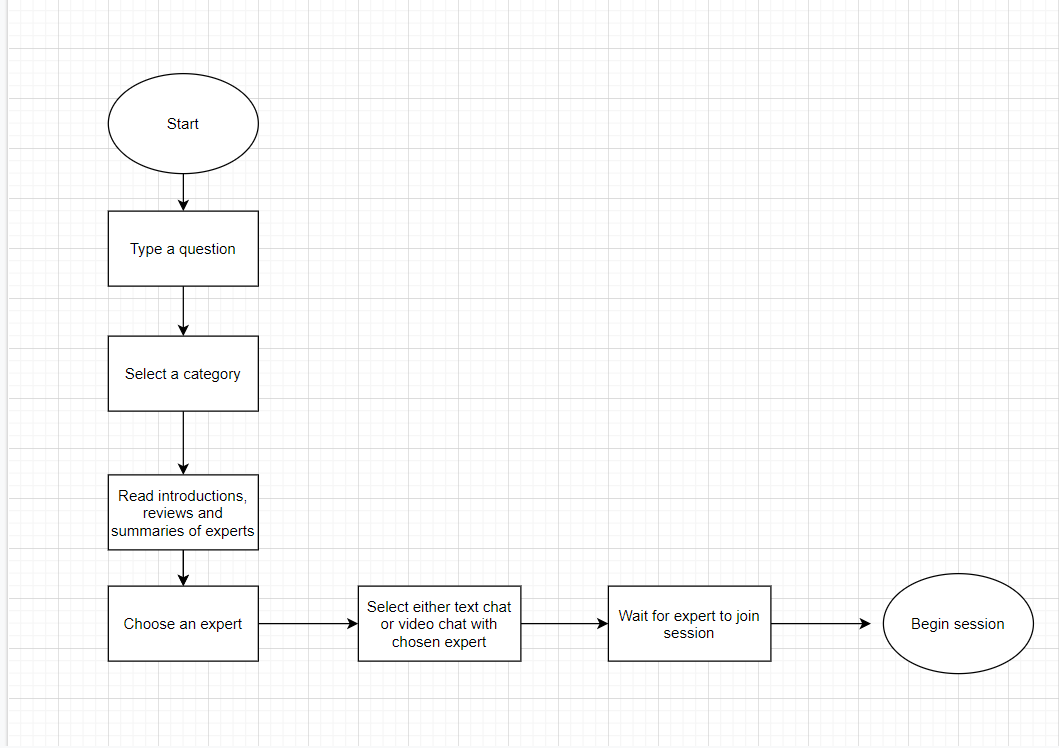 Start
Type a question
Select a category
Read introductions,
reviews and
summaries of experts
Choose an expert
Select either text chat
or video chat with
chosen expert
Wait for expert to join
session
Begin session